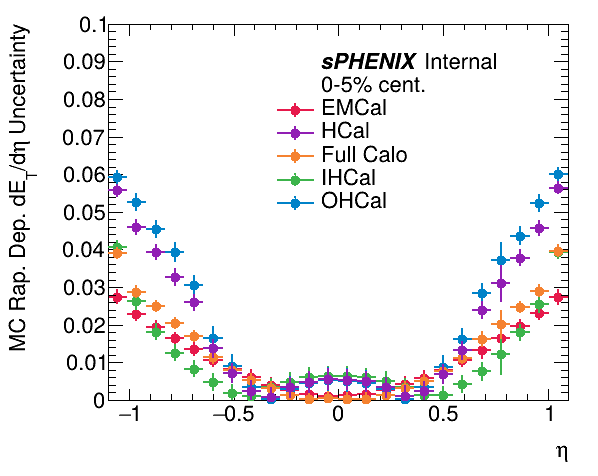 MC Rap. Dep. dE_T/dη Uncertainty
0.1
0.09
0.08
0.07
0.06
0.05
0.04
0.03
0.02
0.01
0
sPHENIX Internal
0-5% cent.
EMCal
HCal
Full Calo
IHCal
OHCal
−1 −0.5 0 0.5 1
η